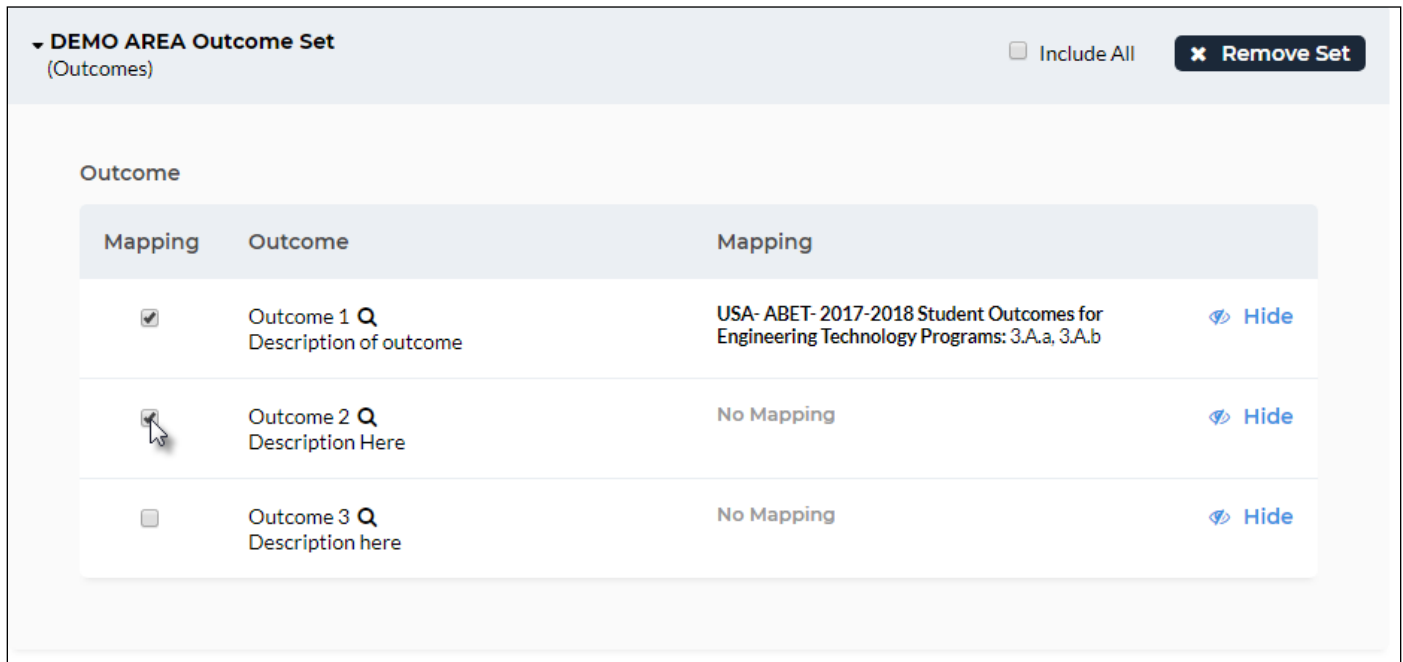 DEMO AREA Outcome Set
(Outcomes)
Include All
Remove Set
Outcome
Mapping Outcome Mapping
Outcome 1
Description of outcome
USA- ABET- 2017-2018 Student Outcomes for
Engineering Technology Programs: 3.A.a, 3.A.b
Hide
Outcome 2
Description Here
No Mapping
Hide
Outcome 3
Description here
No Mapping
Hide